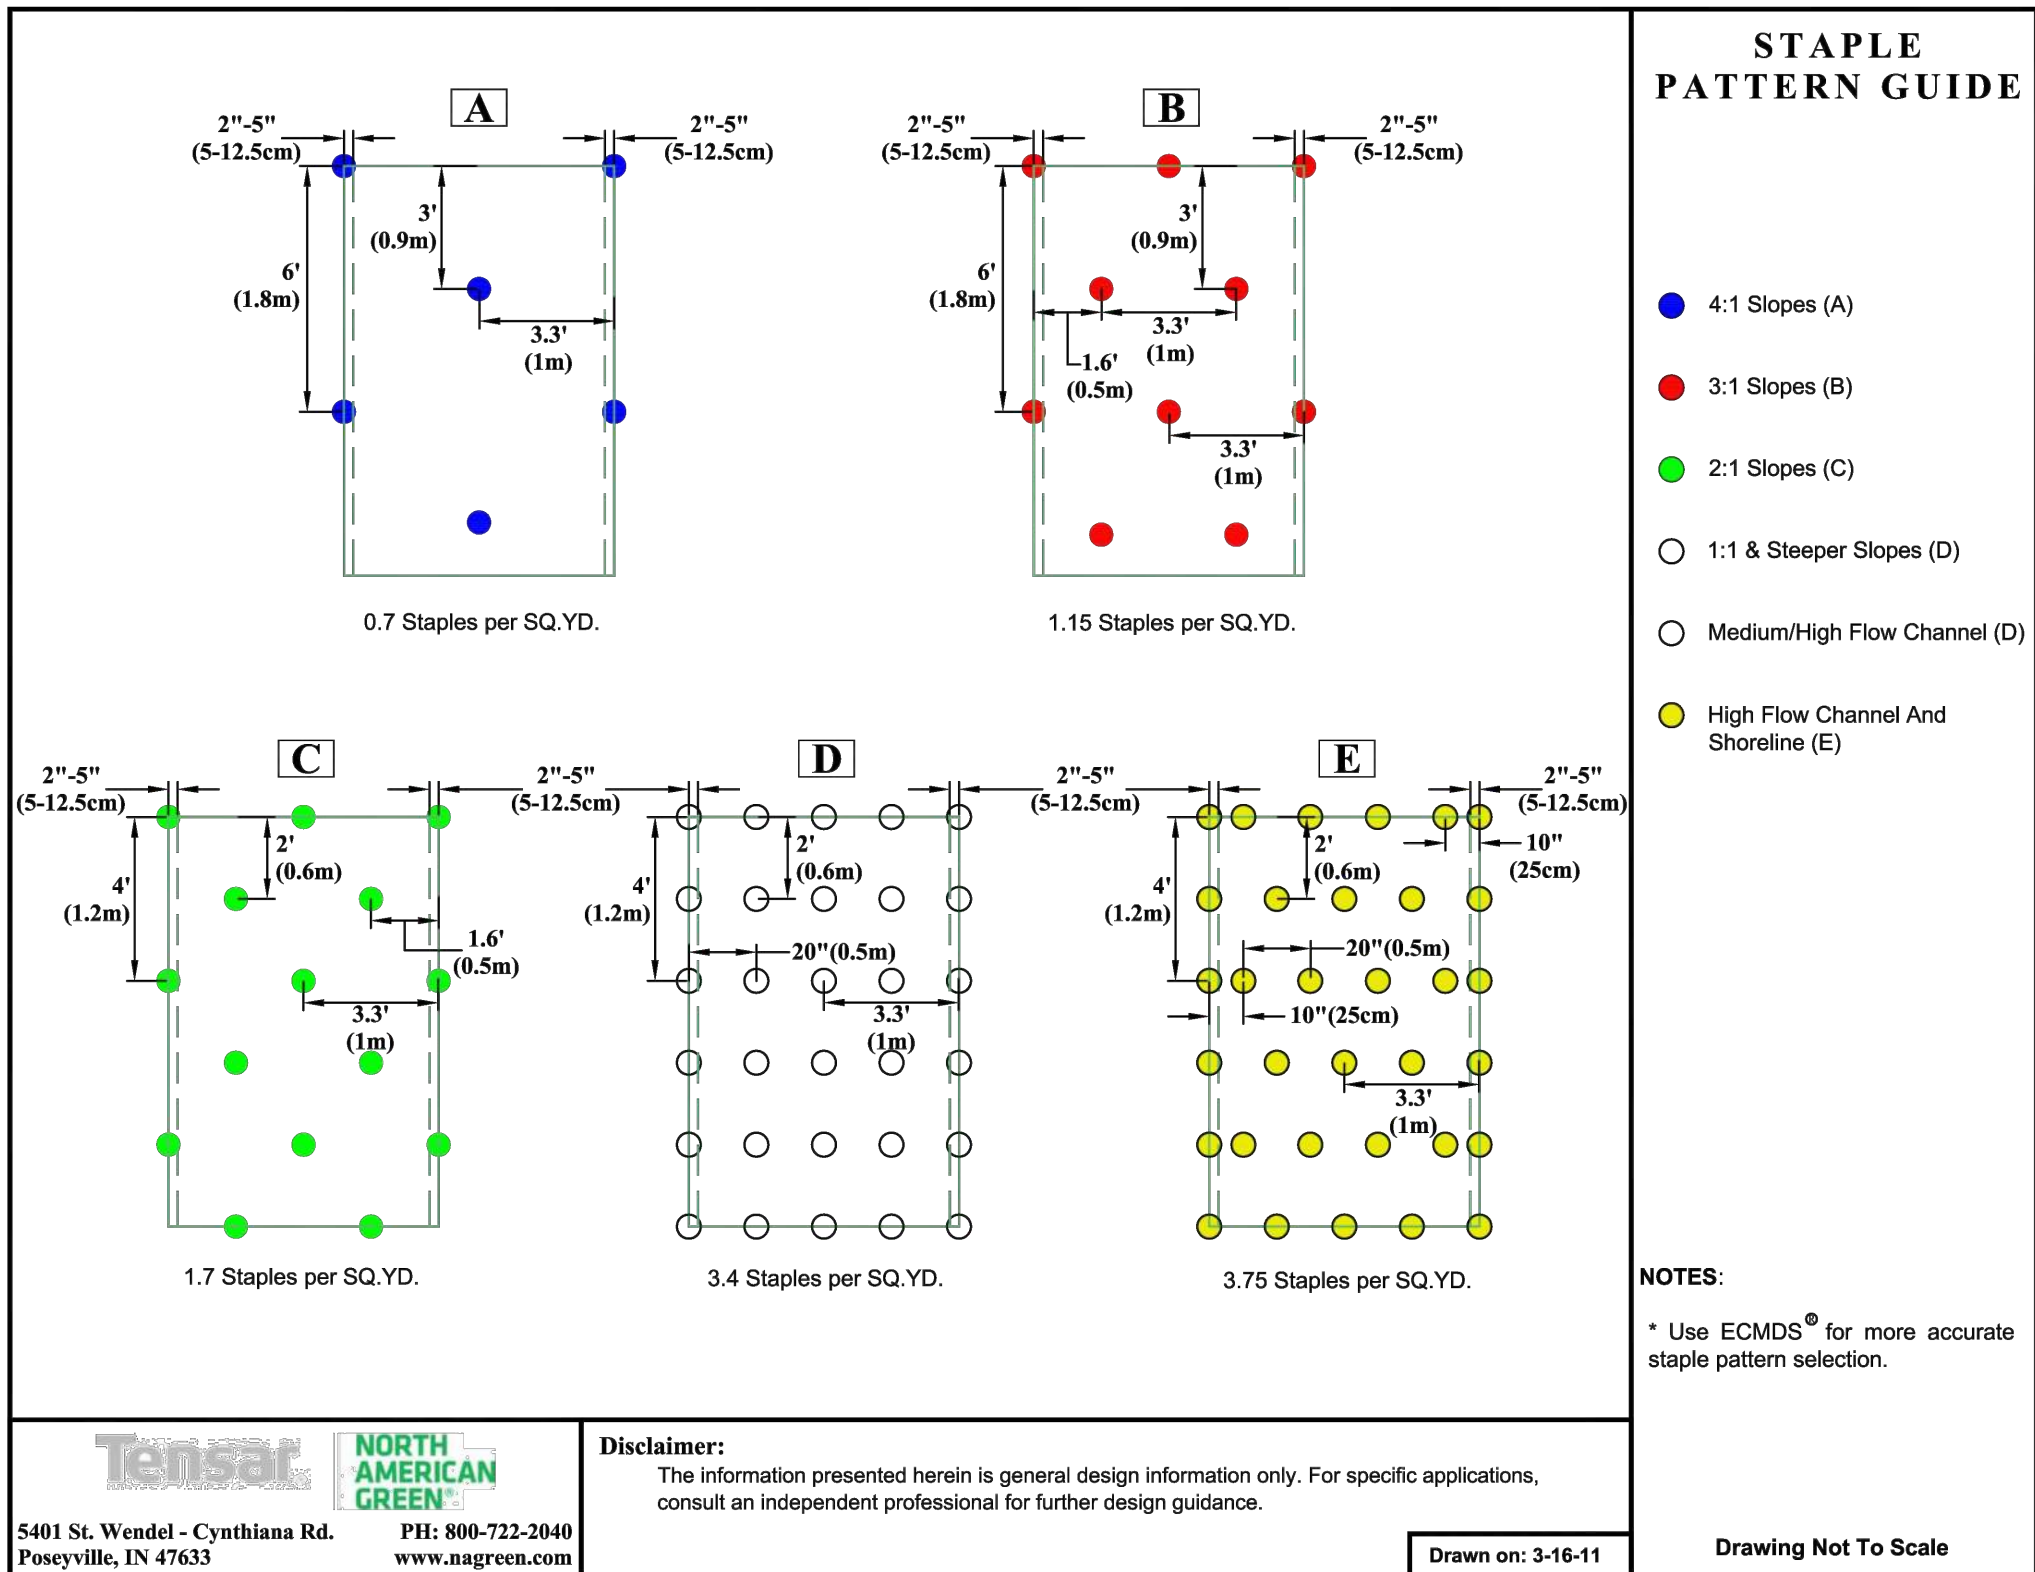 STAPLE
PATTERN GUIDE
A
2"-5"
(5-12.5cm)
2"-5"
(5-12.5cm)
3'
(0.9m)
6'
(1.8m)
3.3'
(1m)
0.7 Staples per SQ.YD.
B
2"-5"
(5-12.5cm)
2"-5"
(5-12.5cm)
3'
(0.9m)
6'
(1.8m)
3.3'
(1m)
1.6'
(0.5m)
3.3'
(1m)
1.15 Staples per SQ.YD.
4:1 Slopes (A)
3:1 Slopes (B)
2:1 Slopes (C)
1:1 & Steeper Slopes (D)
Medium/High Flow Channel (D)
High Flow Channel And
Shoreline (E)
C
2"-5"
(5-12.5cm)
2"-5"
(5-12.5cm)
2'
(0.6m)
4'
(1.2m)
1.6'
(0.5m)
3.3'
(1m)
1.7 Staples per SQ.YD.
D
2'
(0.6m)
4'
(1.2m)
20"(0.5m)
3.3'
(1m)
3.4 Staples per SQ.YD.
E
2"-5"
(5-12.5cm)
2"-5"
(5-12.5cm)
2'
(0.6m)
10"
(25cm)
4'
(1.2m)
20"(0.5m)
10"(25cm)
3.3'
(1m)
3.75 Staples per SQ.YD.
NOTES:
* Use ECMDS® for more accurate
staple pattern selection.
Drawing Not To Scale
Tensar
NORTH
AMERICAN
GREEN®
5401 St. Wendel - Cynthiana Rd.
PH: 800-722-2040
Poseyville, IN 47633
www.nagreen.com
Disclaimer:
The information presented herein is general design information only. For specific applications,
consult an independent professional for further design guidance.
Drawn on: 3-16-11